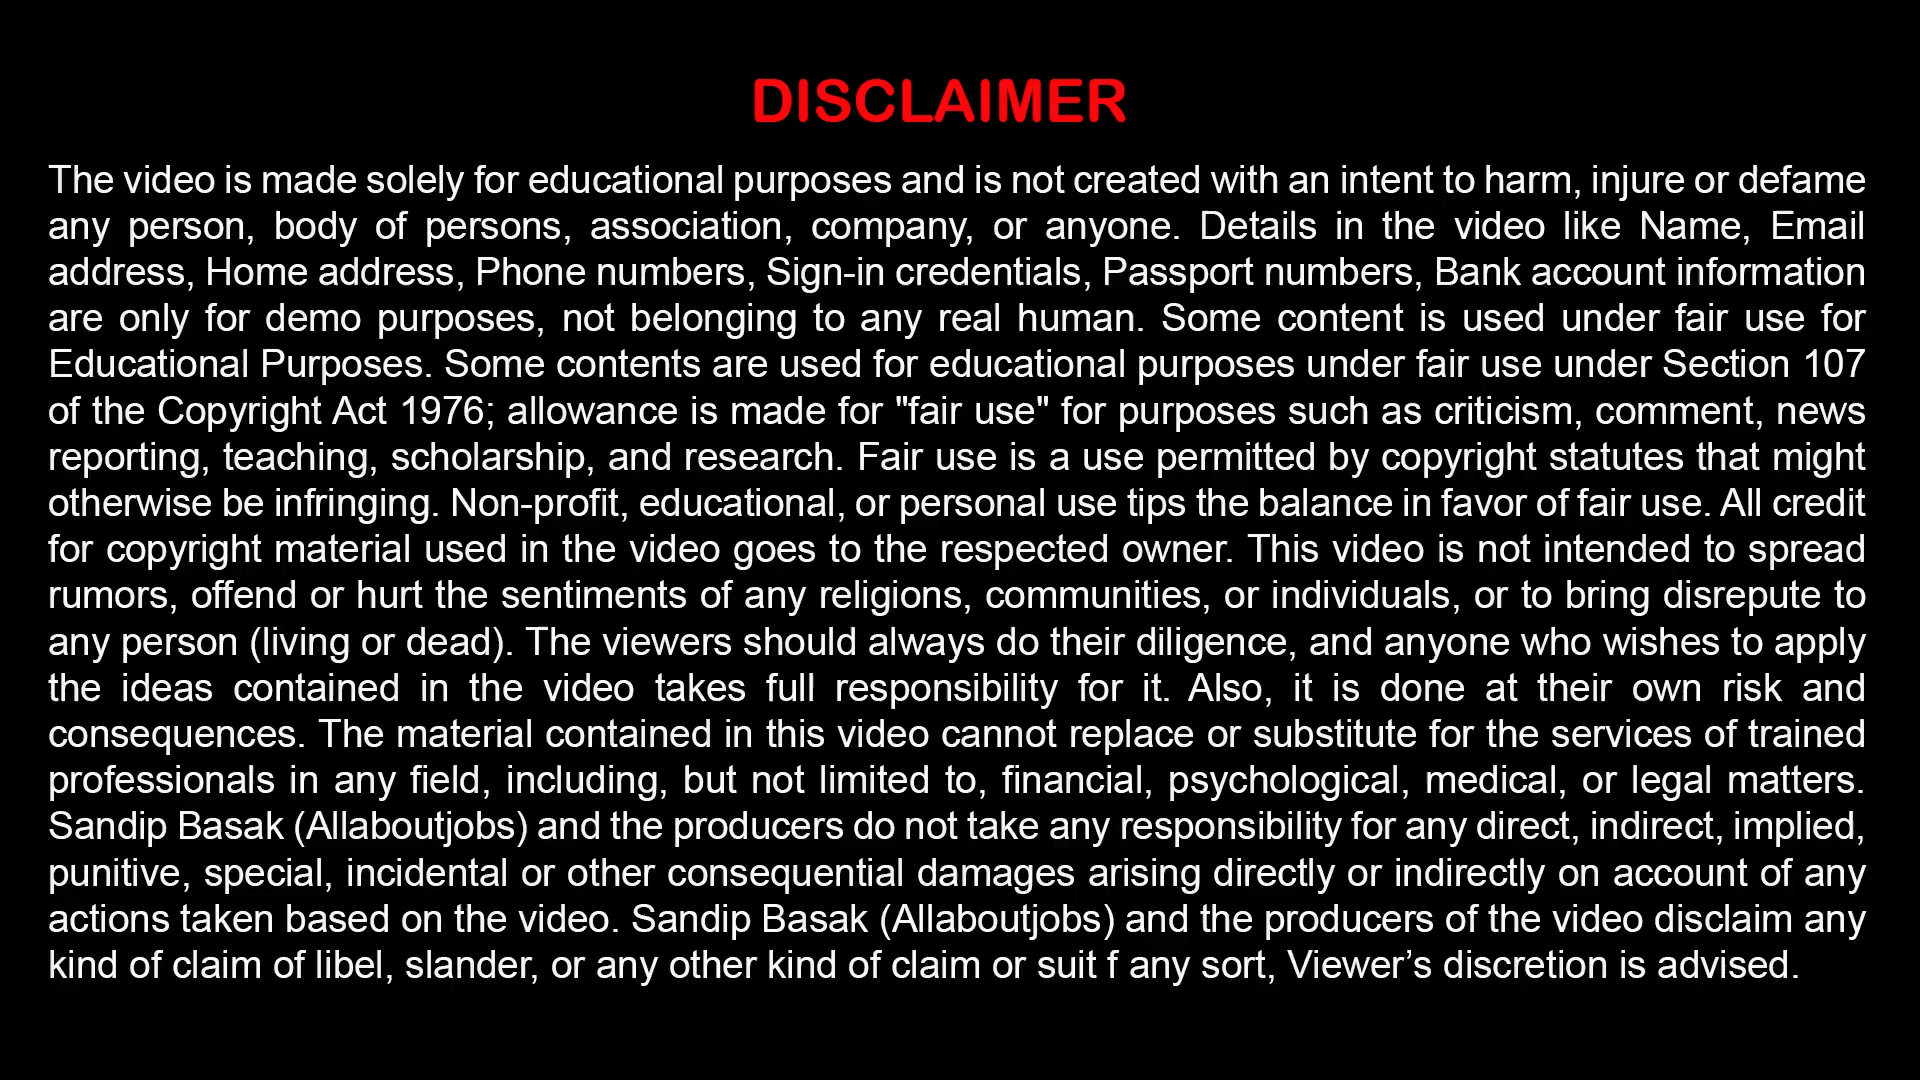 DISCLAIMER
The video is made solely for educational purposes and is not created with an intent to harm, injure or defame
any person, body of persons, association, company, or anyone. Details in the video like Name, Email
address, Home address, Phone numbers, Sign-in credentials, Passport numbers, Bank account information
are only for demo purposes, not belonging to any real human. Some content is used under fair use for
Educational Purposes. Some contents are used for educational purposes under fair use under Section 107
of the Copyright Act 1976; allowance is made for "fair use" for purposes such as criticism, comment, news
reporting, teaching, scholarship, and research. Fair use is a use permitted by copyright statutes that might
otherwise be infringing. Non-profit, educational, or personal use tips the balance in favor of fair use. All credit
for copyright material used in the video goes to the respected owner. This video is not intended to spread
rumors, offend or hurt the sentiments of any religions, communities, or individuals, or to bring disrepute to
any person (living or dead). The viewers should always do their diligence, and anyone who wishes to apply
the ideas contained in the video takes full responsibility for it. Also, it is done at their own risk and
consequences. The material contained in this video cannot replace or substitute for the services of trained
professionals in any field, including, but not limited to, financial, psychological, medical, or legal matters.
Sandip Basak (Allaboutjobs) and the producers do not take any responsibility for any direct, indirect, implied,
punitive, special, incidental or other consequential damages arising directly or indirectly on account of any
actions taken based on the video. Sandip Basak (Allaboutjobs) and the producers of the video disclaim any
kind of claim of libel, slander, or any other kind of claim or suit f any sort, Viewer’s discretion is advised.